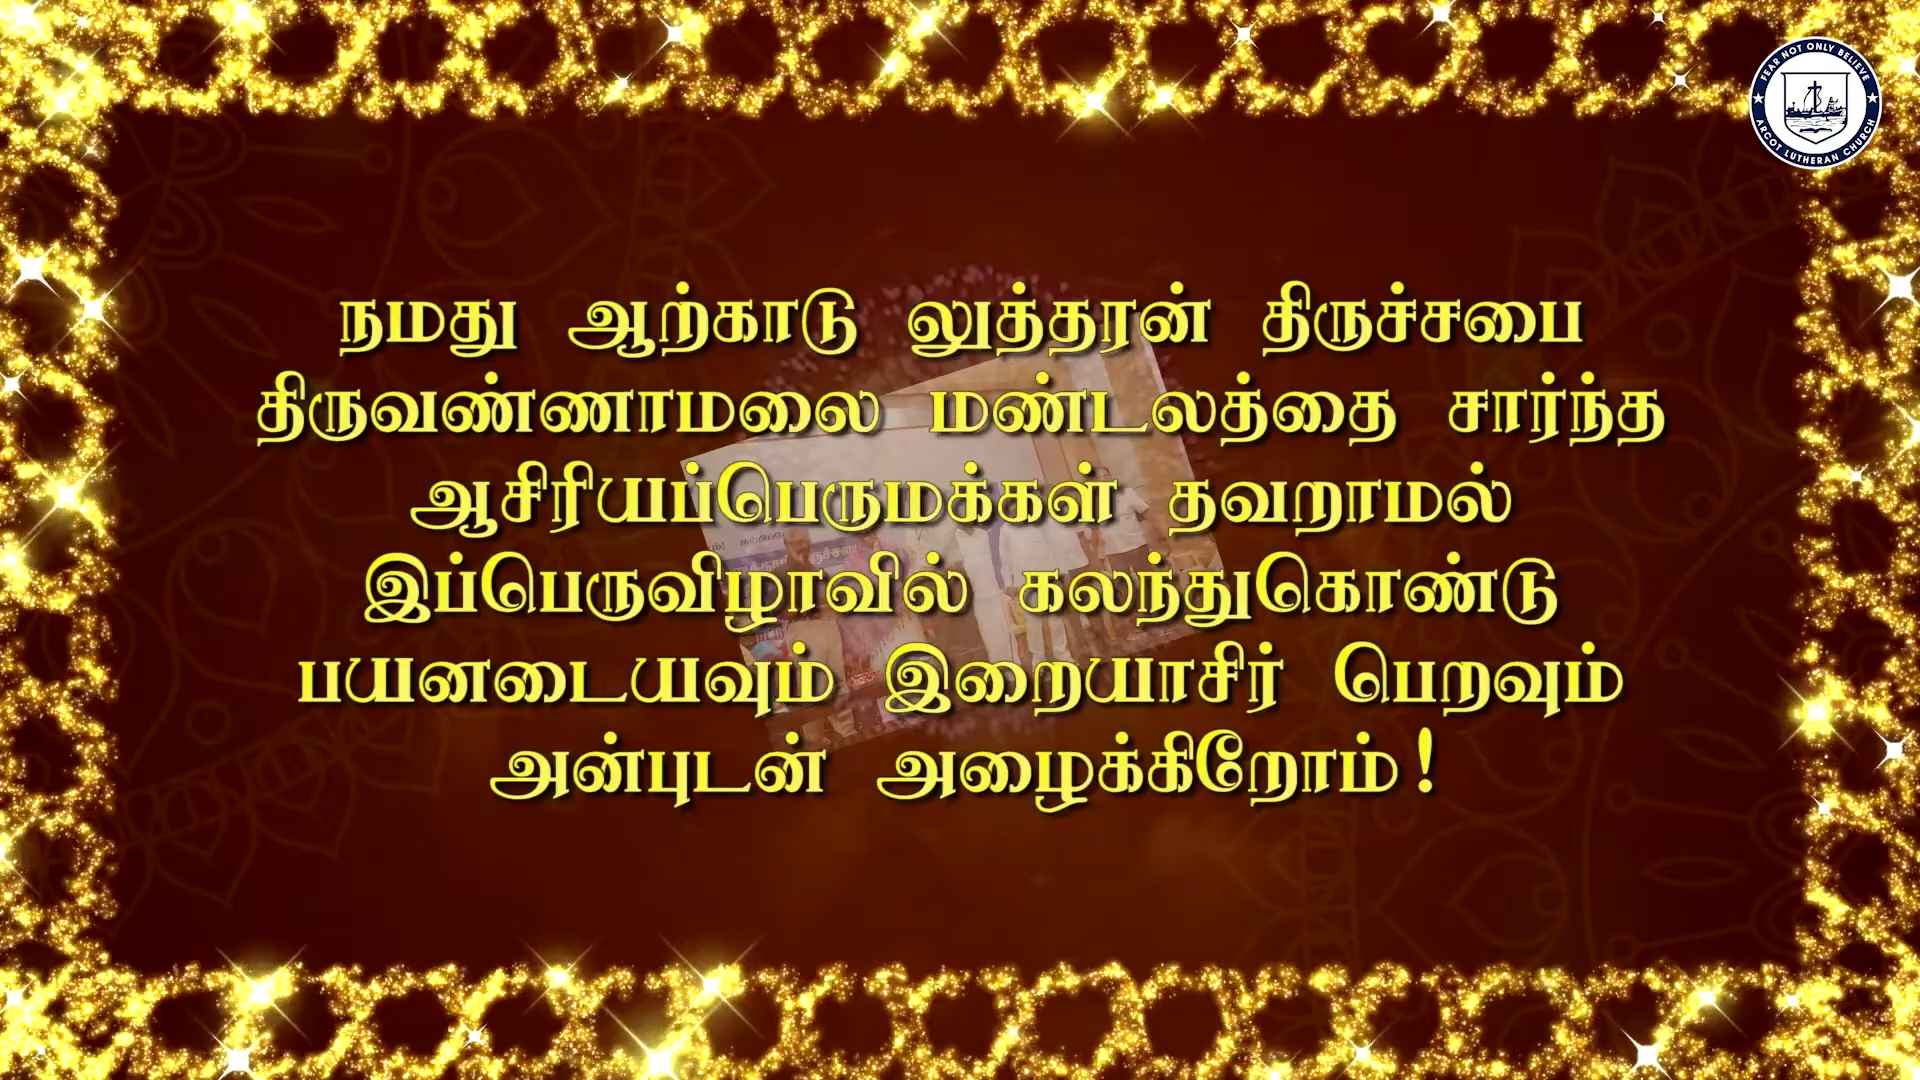 FEAR NOT ONLY BELIEVE
ARCOT LUTHERAN CHURCH
நமது ஆற்காடு லுத்தரன் திருச்சபை
திருவண்ணாமலை மண்டலத்தை சார்ந்த
ஆசிரியப்பெருமக்கள் தவறாமல்
இப்பெருவிழாவில் கலந்துகொண்டு
பயனடையவும் இறையாசிர் பெறவும்
அன்புடன் அழைக்கிறோம்!